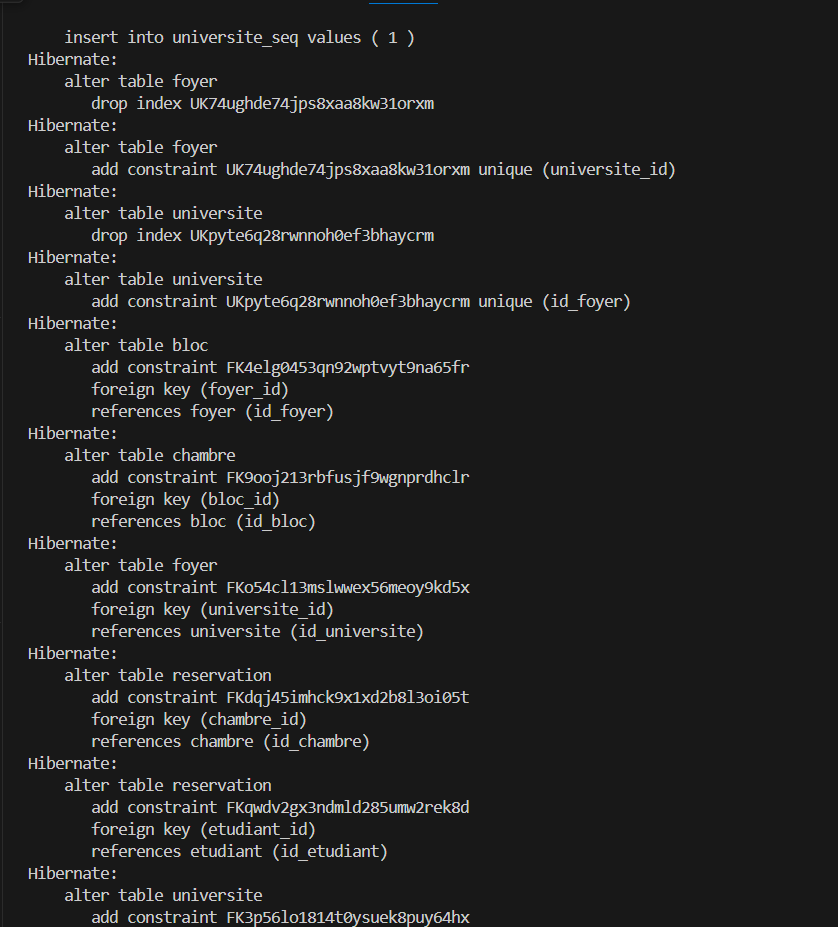 insert into universite_seq values ( 1 )
Hibernate:
alter table foyer
drop index UK74ughde74jps8xaa8kw31orxm
Hibernate:
alter table foyer
add constraint UK74ughde74jps8xaa8kw31orxm unique (universite_id)
Hibernate:
alter table universite
drop index UKpyte6q28rwnnoh0ef3bhaycrm
Hibernate:
alter table universite
add constraint UKpyte6q28rwnnoh0ef3bhaycrm unique (id_foyer)
Hibernate:
alter table bloc
add constraint FK4elg0453qn92wptvyt9na65fr
foreign key (foyer_id)
references foyer (id_foyer)
Hibernate:
alter table chambre
add constraint FK9ooj213rbfusjf9wgnprdhclr
foreign key (bloc_id)
references bloc (id_bloc)
Hibernate:
alter table foyer
add constraint FKo54cl13mslwwex56meoy9kd5x
foreign key (universite_id)
references universite (id_universite)
Hibernate:
alter table reservation
add constraint FKdqj45imhck9x1xd2b8l3oi05t
foreign key (chambre_id)
references chambre (id_chambre)
Hibernate:
alter table reservation
add constraint FKqwdv2gx3ndmld285umw2rek8d
foreign key (etudiant_id)
references etudiant (id_etudiant)
Hibernate:
alter table universite
add constraint FK3p56lo1814t0ysuek8puy64hx